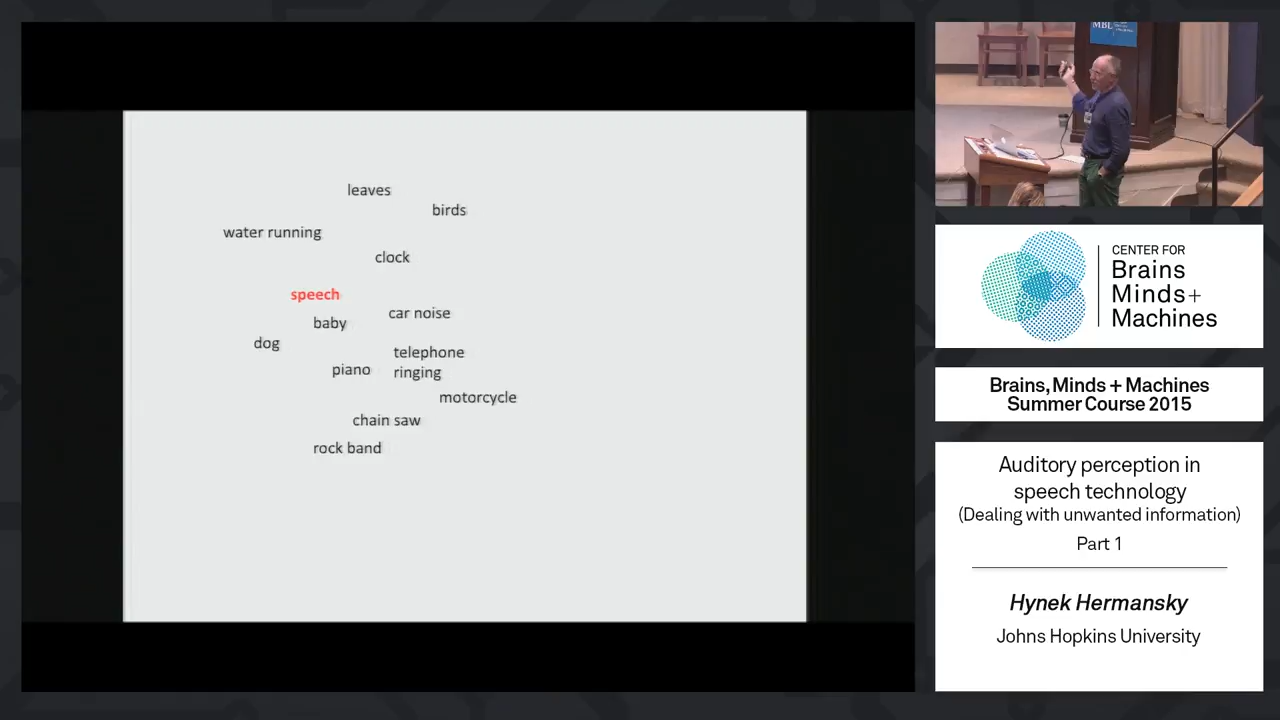 leaves
birds
water running
clock
speech
car noise
baby
dog
telephone
ringing
piano
motorcycle
chain saw
rock band
MBL
CENTER FOR
Brains
Minds+
Machines
Brains, Minds + Machines
Summer Course 2015
Auditory perception in
speech technology
(Dealing with unwanted information)
Part 1
Hynek Hermansky
Johns Hopkins University